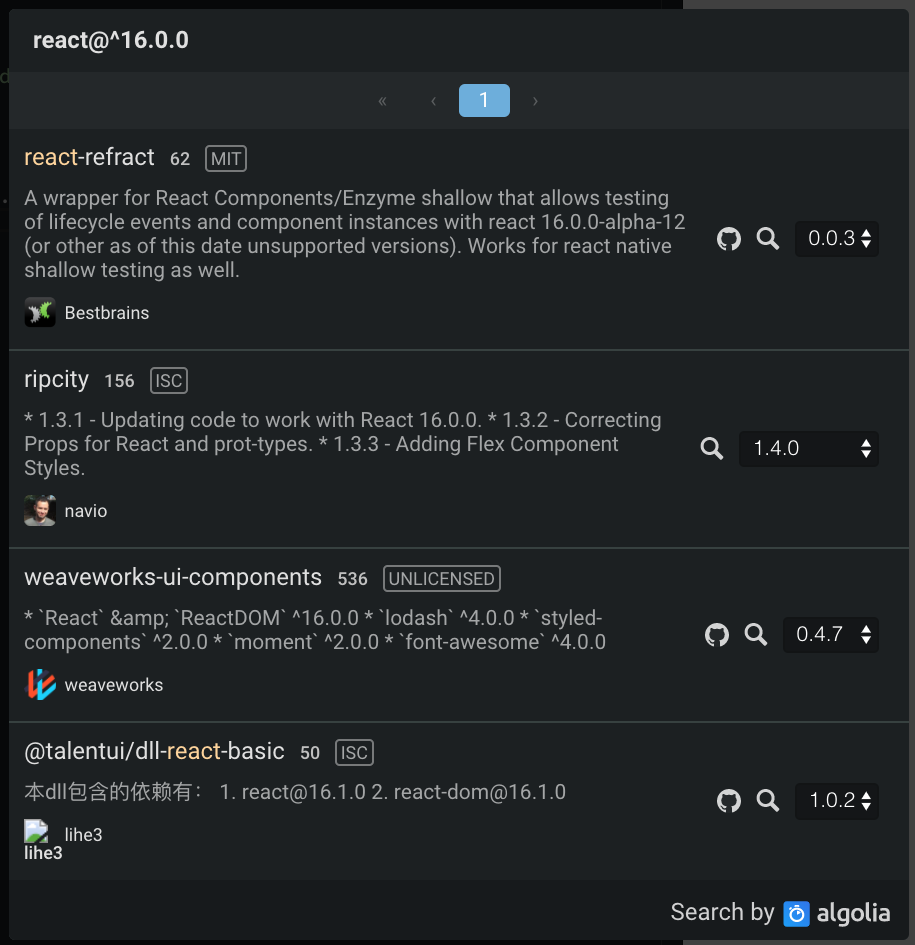 react@^16.0.0
« ‹ 1 ›
react-refract 62 MIT
A wrapper for React Components/Enzyme shallow that allows testing
of lifecycle events and component instances with react 16.0.0-alpha-12
(or other as of this date unsupported versions). Works for react native
shallow testing as well.
0.0.3
Bestbrains
ripcity 156 ISC
* 1.3.1 - Updating code to work with React 16.0.0. * 1.3.2 - Correcting
Props for React and prot-types. * 1.3.3 - Adding Flex Component
Styles.
1.4.0
navio
weaveworks-ui-components 536 UNLICENSED
* `React` &amp; `ReactDOM` ^16.0.0 * `lodash` ^4.0.0 * `styled-
components` ^2.0.0 * `moment` ^2.0.0 * `font-awesome` ^4.0.0
0.4.7
weaveworks
@talentui/dll-react-basic 50 ISC
本dll包含的依赖有： 1. react@16.1.0 2. react-dom@16.1.0
1.0.2
lihe3
lihe3
Search by algolia